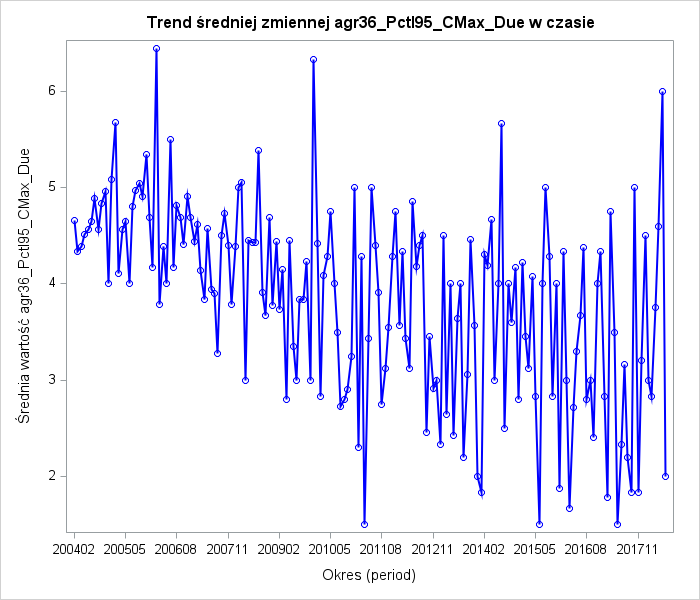 Trend średniej zmiennej agr36_Pctl95_CMax_Due w czasie
Średnia wartość agr36_Pctl95_CMax_Due
6
5
4
3
2
200402 200505 200608 200711 200902 201005 201108 201211 201402 201505 201608 201711
Okres (period)